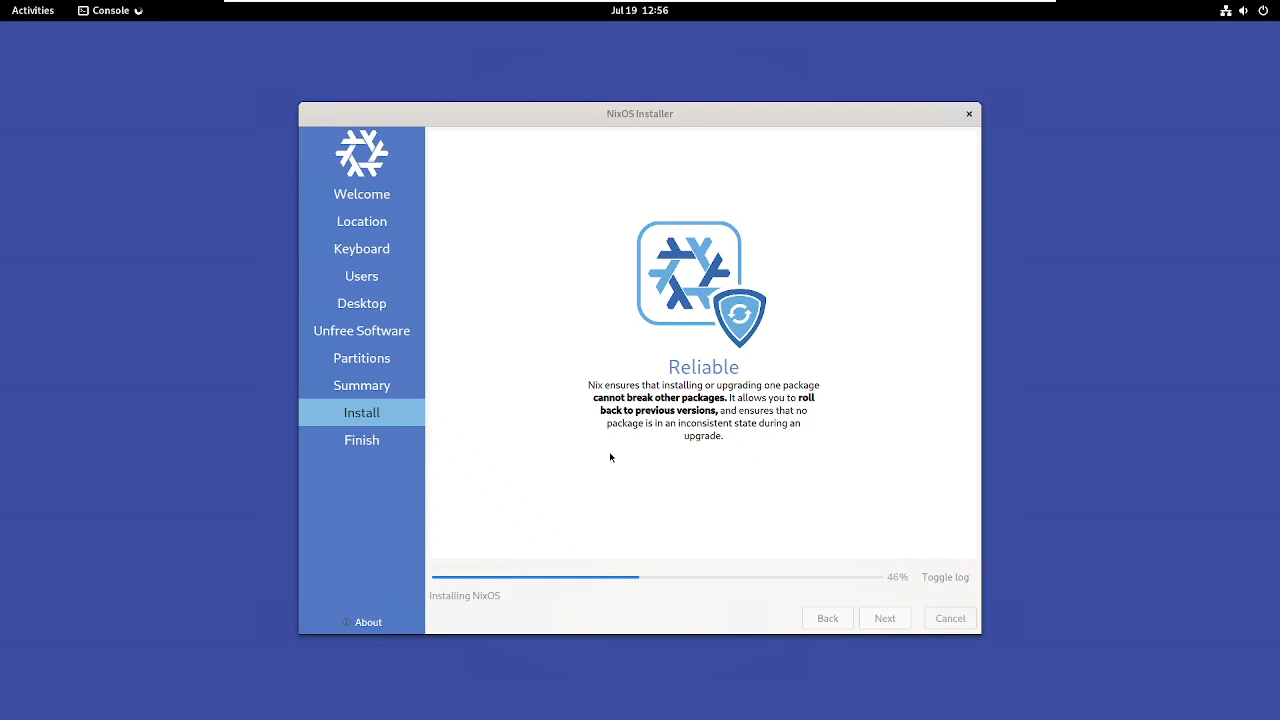 Activities
Console
Jul 19 12:56
NixOS Installer
Welcome
Location
Keyboard
Users
Desktop
Unfree Software
Partitions
Summary
Install
Finish
About
Reliable
Nix ensures that installing or upgrading one package
cannot break other packages. It allows you to roll
back to previous versions, and ensures that no
package is in an inconsistent state during an
upgrade.
46%
Toggle log
Installing NixOS
Back
Next
Cancel